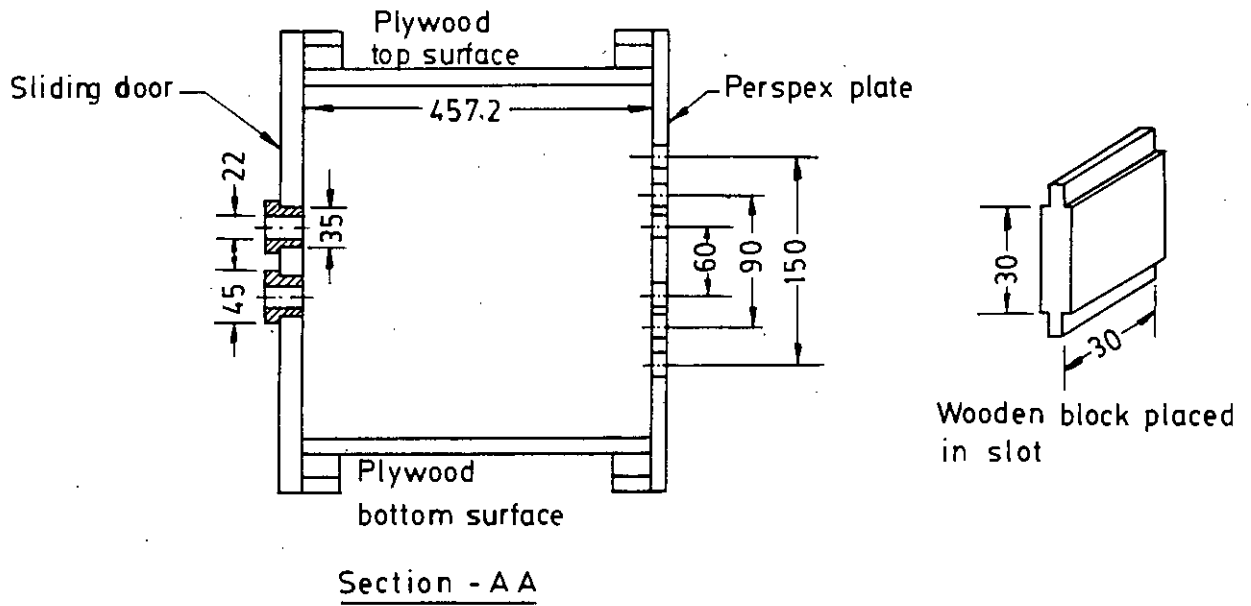 Plywood
top surface
Sliding door
Perspex plate
457.2
22
35
45
60
90
150
30
30
Wooden block placed
in slot
Plywood
bottom surface
Section - A A